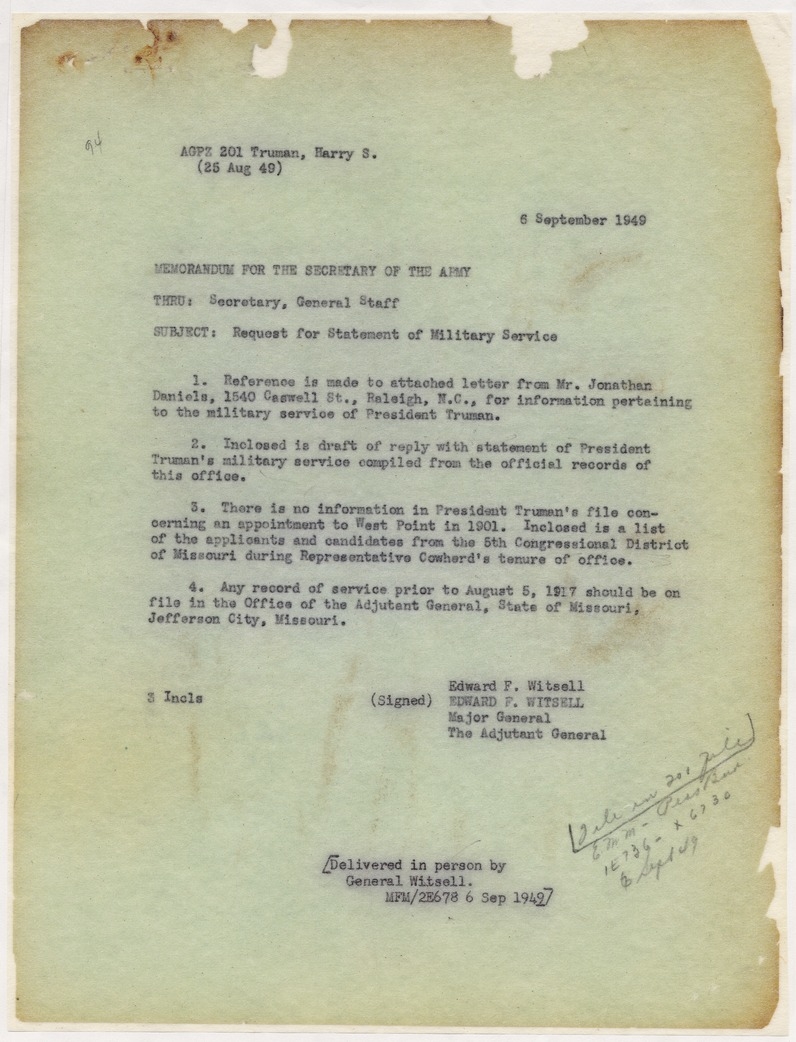 94
AGPZ 201 Truman, Harry S.
(25 Aug 49)
6 September 1949
MEMORANDUM FOR THE SECRETARY OF THE ARMY
THRU: Secretary, General Staff
SUBJECT: Request for Statement of Military Service
1. Reference is made to attached letter from Mr. Jonathan
Daniels, 1540 Caswell St., Raleigh, N.C., for information pertaining
to the military service of President Truman.
2. Inclosed is draft of reply with statement of President
Truman's military service compiled from the official records of
this office.
3. There is no information in President Truman's file con-
cerning an appointment to West Point in 1901. Inclosed is a list
of the applicants and candidates from the 5th Congressional District
of Missouri during Representative Cowherd's tenure of office.
4. Any record of service prior to August 5, 1917 should be on
file in the Office of the Adjutant General, State of Missouri,
Jefferson City, Missouri.
Edward F. Witsell
3 Incls (Signed) EDWARD F. WITSELL
Major General
The Adjutant General
[File in 201 file]
EMM - Pers Bur
1E736 - X 6730
8 Sept 49
[Delivered in person by
General Witsell.
MFM/2E678 6 Sep 1949]